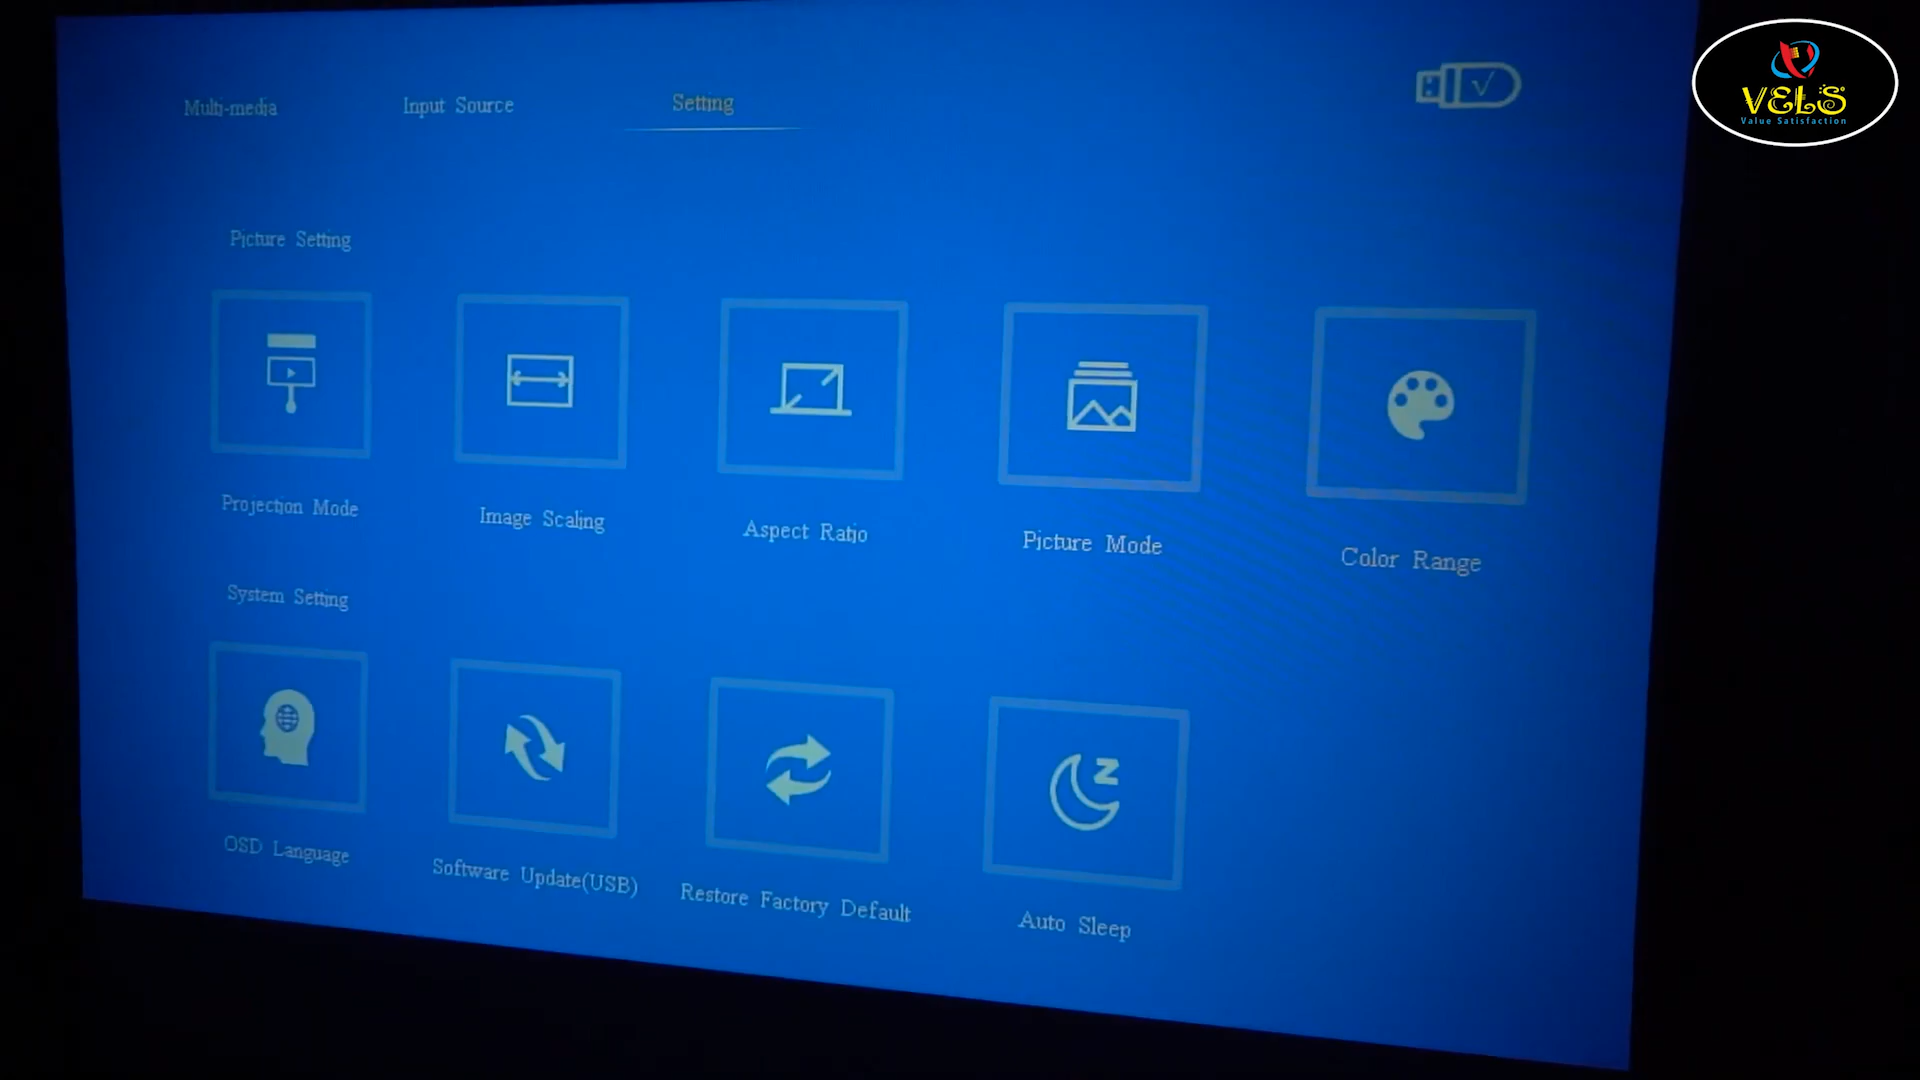 Multi-media
Input Source
Setting
VELS
Value Satisfaction
Picture Setting
Projection Mode
Image Scaling
Aspect Ratio
Picture Mode
Color Range
System Setting
Z
OSD Language
Software Update(USB)
Restore Factory Default
Auto Sleep